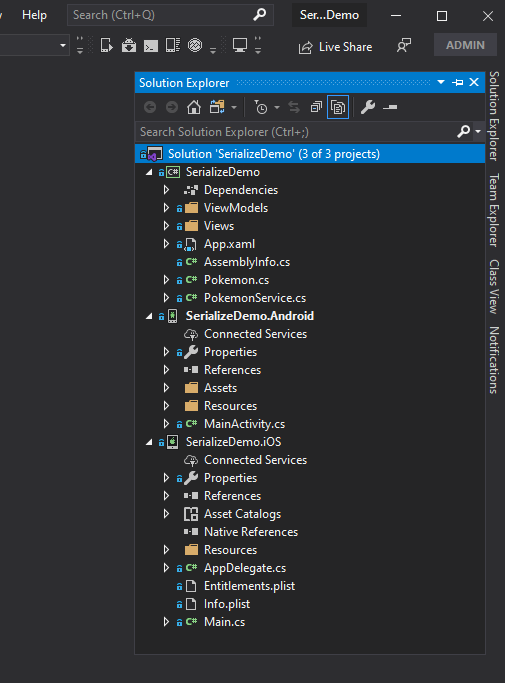 Help
Search (Ctrl+Q)
Ser...Demo
Live Share
ADMIN
Solution Explorer
Search Solution Explorer (Ctrl+;)
Solution 'SerializeDemo' (3 of 3 projects)
C# SerializeDemo
Dependencies
ViewModels
Views
App.xaml
C# AssemblyInfo.cs
C# Pokemon.cs
C# PokemonService.cs
SerializeDemo.Android
Connected Services
Properties
References
Assets
Resources
C# MainActivity.cs
SerializeDemo.iOS
Connected Services
Properties
References
Asset Catalogs
Native References
Resources
C# AppDelegate.cs
Entitlements.plist
Info.plist
C# Main.cs
Solution Explorer
Team Explorer
Class View
Notifications